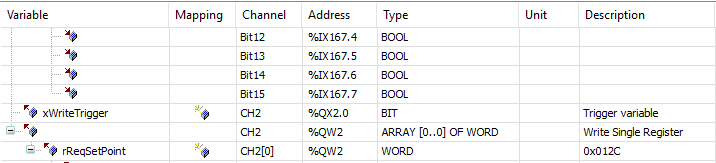 Variable Mapping Channel Address Type Unit Description
Bit12 %IX167.4 BOOL
Bit13 %IX167.5 BOOL
Bit14 %IX167.6 BOOL
Bit15 %IX167.7 BOOL
xWriteTrigger CH2 %QX2.0 BIT Trigger variable
CH2 %QW2 ARRAY [0..0] OF WORD Write Single Register
rReqSetPoint CH2[0] %QW2 WORD 0x012C